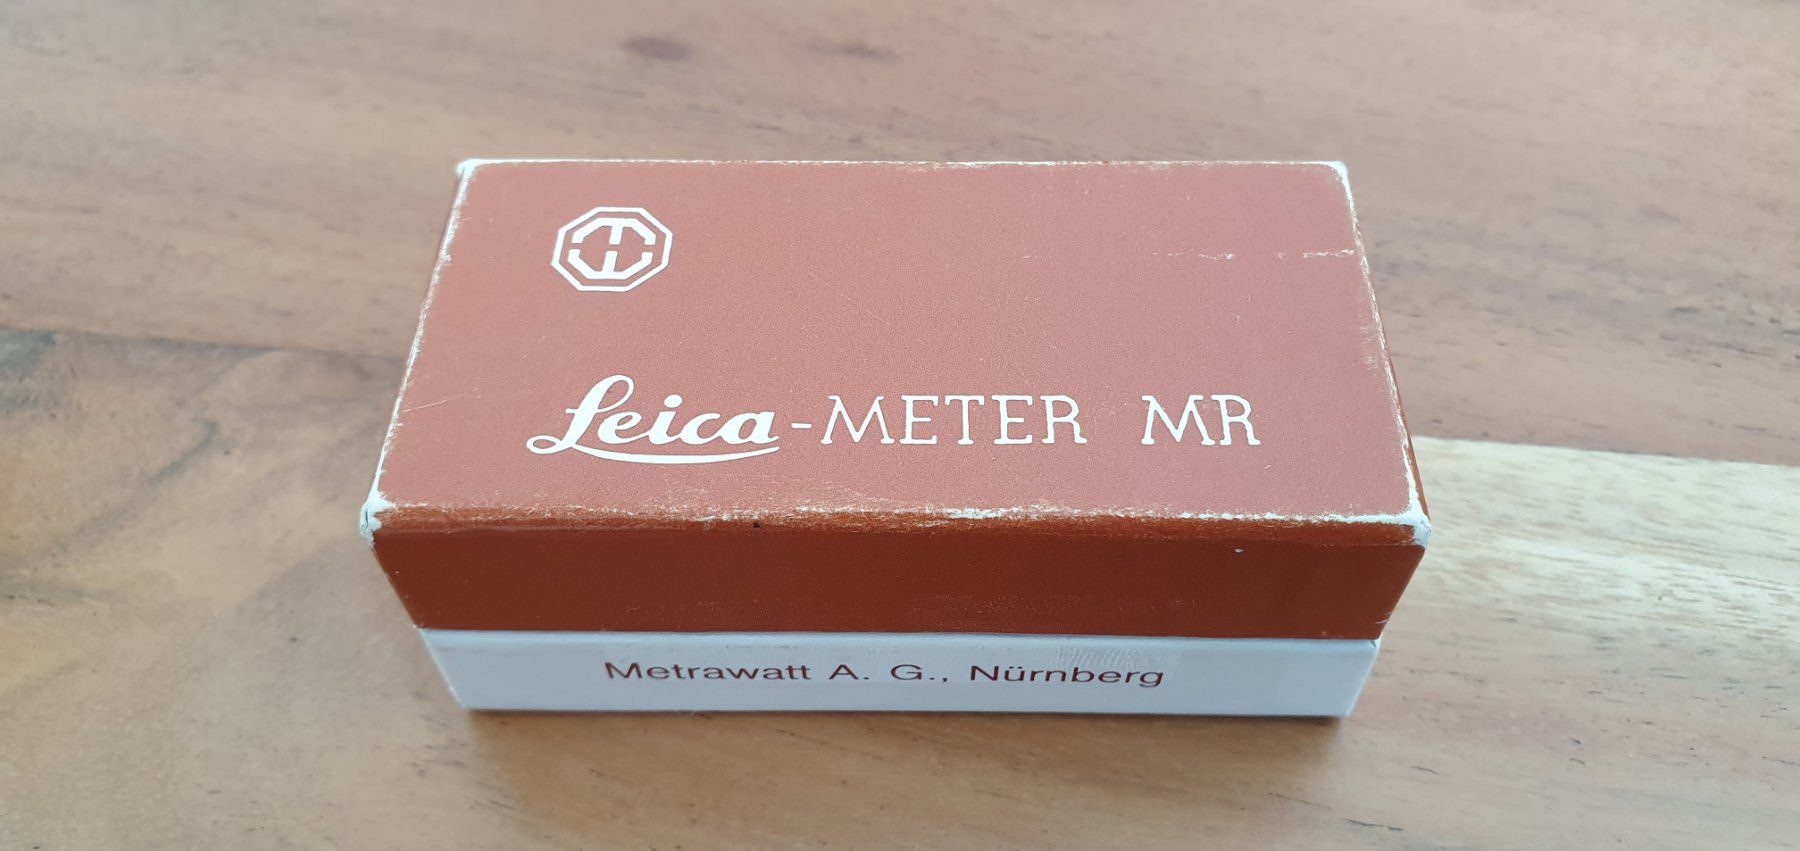 Leica-METER MR
Metrawatt A. G., Nürnberg